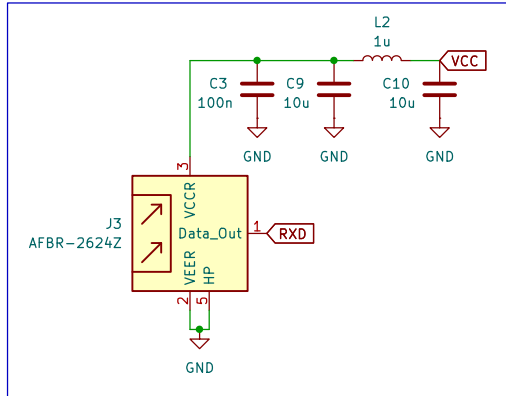 L2
1u
VCC
C3
100n
C9
10u
C10
10u
GND
GND
GND
3
VCCR
J3
AFBR-2624Z
Data_Out
1
RXD
VEER
HP
2
5
GND